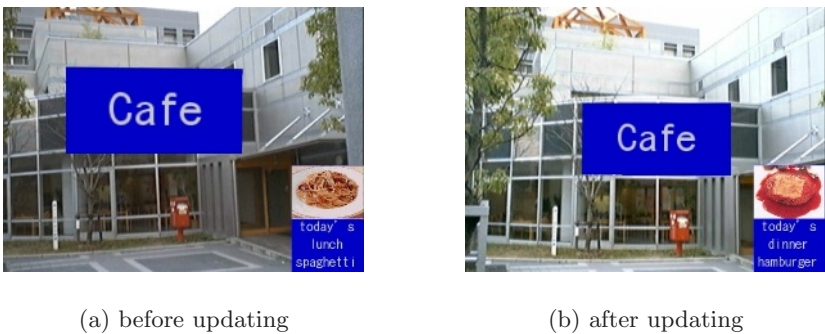 Cafe
today's
lunch
spaghetti
Cafe
today's
dinner
hamburger
(a) before updating
(b) after updating